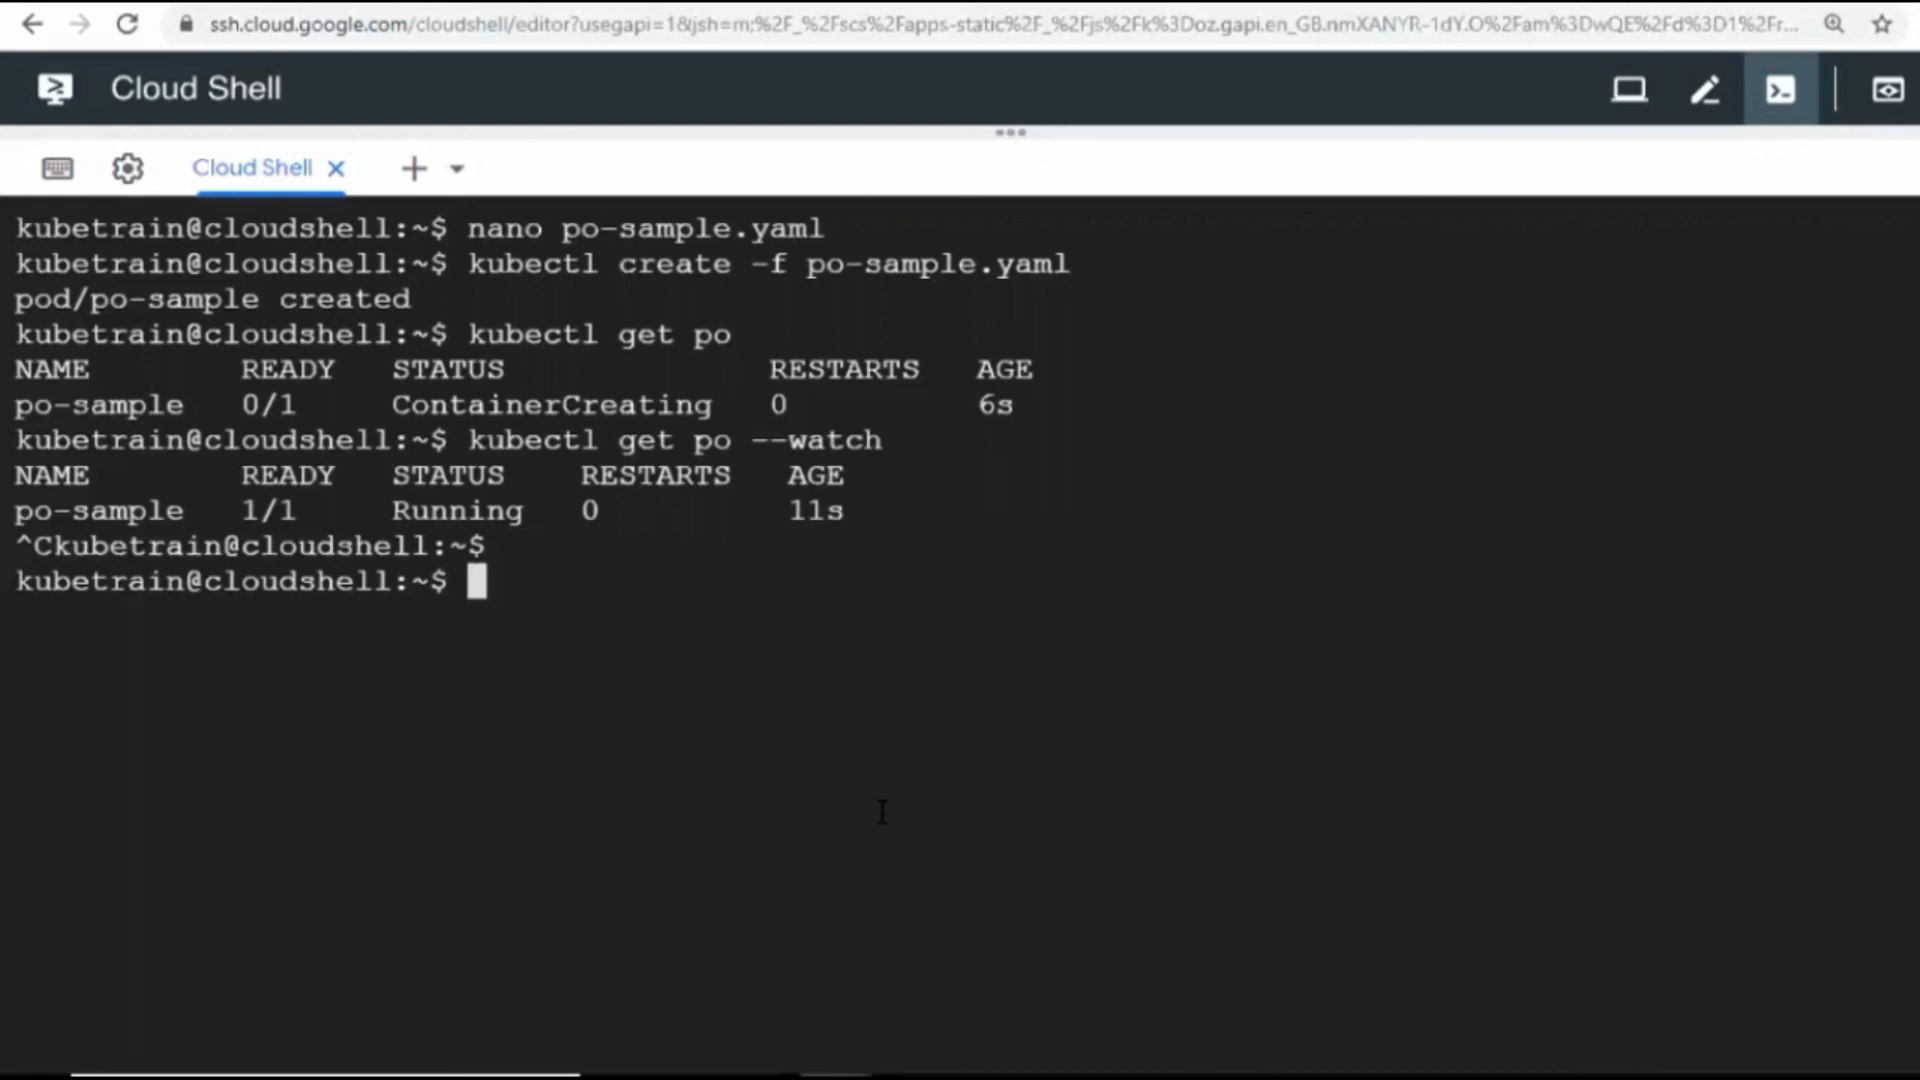 ssh.cloud.google.com/cloudshell/editor?usegapi=1&jsh=m;%2F_%2Fscs%2Fapps-static%2F_%2Fjs%2Fk%3Doz.gapi.en_GB.nmXANYR-1dY.O%2Fam%3DwQE%2Fd%3D1%2Fr...
Cloud Shell
Cloud Shell
kubetrain@cloudshell:~$ nano po-sample.yaml
kubetrain@cloudshell:~$ kubectl create -f po-sample.yaml
pod/po-sample created
kubetrain@cloudshell:~$ kubectl get po
NAME READY STATUS RESTARTS AGE
po-sample 0/1 ContainerCreating 0 6s
kubetrain@cloudshell:~$ kubectl get po --watch
NAME READY STATUS RESTARTS AGE
po-sample 1/1 Running 0 11s
^Ckubetrain@cloudshell:~$
kubetrain@cloudshell:~$